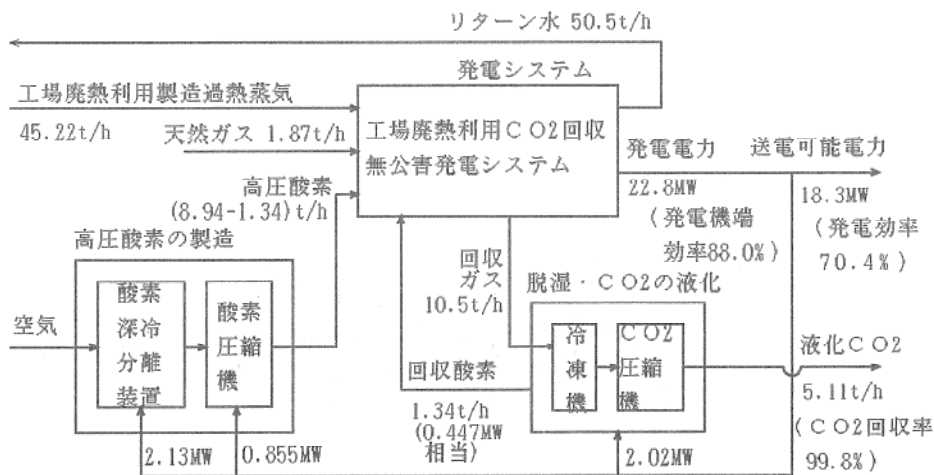 リターン水 50.5t/h
発電システム
工場廃熱利用製造過熱蒸気
45.22t/h
天然ガス 1.87t/h
工場廃熱利用CO2回収
無公害発電システム
高圧酸素
(8.94-1.34)t/h
発電電力
22.8MW
(発電機端
効率88.0%)
送電可能電力
18.3MW
(発電効率
70.4%)
高圧酸素の製造
空気
酸素
深冷
分離
装置
酸素
圧縮
機
回収
ガス
10.5t/h
脱湿・CO2の液化
冷
凍
機
CO2
圧縮
機
回収酸素
1.34t/h
(0.447MW
相当)
液化CO2
5.11t/h
(CO2回収率
99.8%)
2.13MW
0.855MW
2.02MW